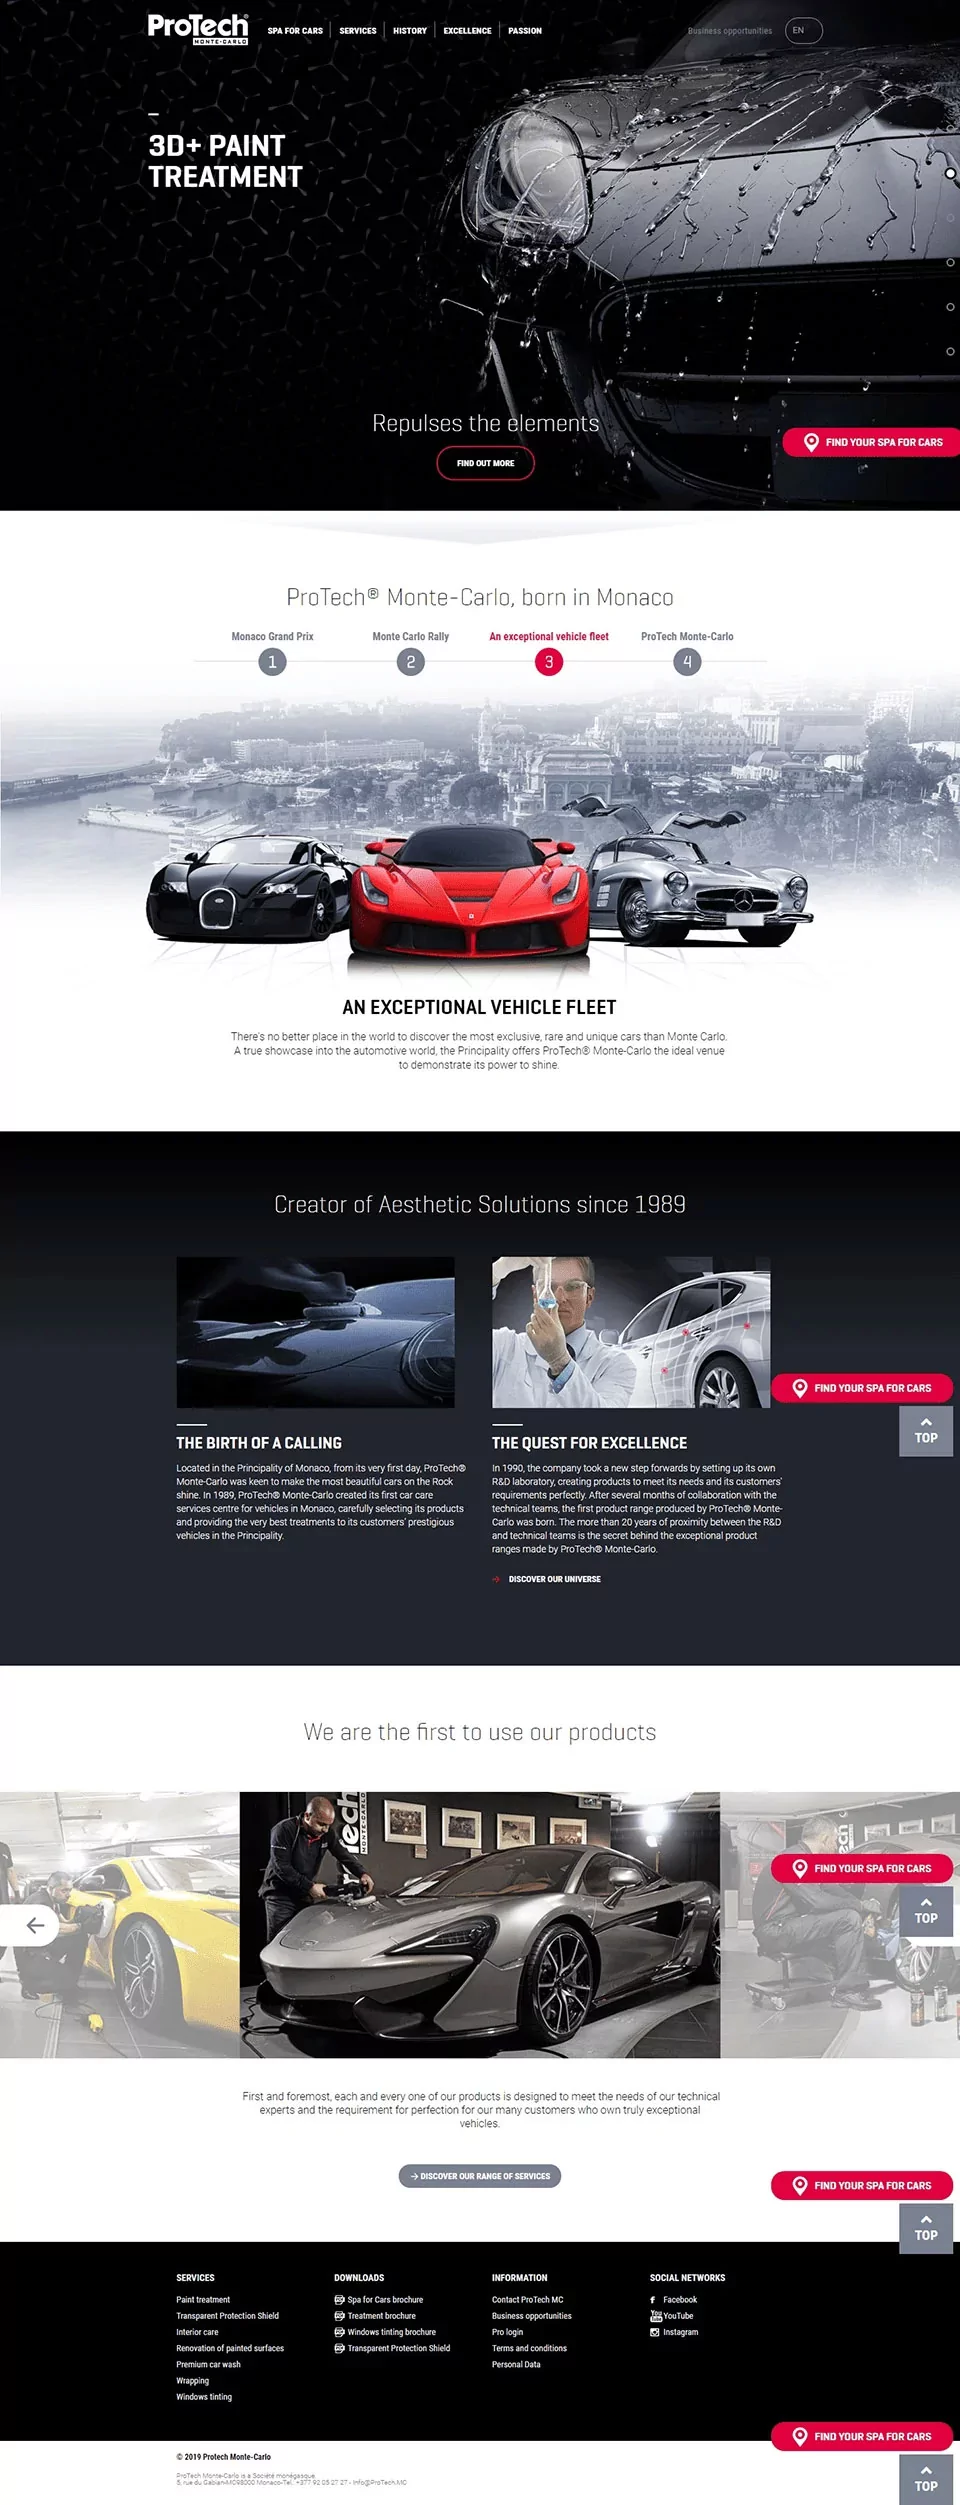 ProTech®
MONTE-CARLO
SPA FOR CARS
SERVICES
HISTORY
EXCELLENCE
PASSION
Business opportunities
EN
3D+ PAINT
TREATMENT
Repulses the elements
FIND OUT MORE
FIND YOUR SPA FOR CARS
ProTech® Monte-Carlo, born in Monaco
Monaco Grand Prix
Monte Carlo Rally
An exceptional vehicle fleet
ProTech Monte-Carlo
1
2
3
4
AN EXCEPTIONAL VEHICLE FLEET
There's no better place in the world to discover the most exclusive, rare and unique cars than Monte Carlo.
A true showcase into the automotive world, the Principality offers ProTech® Monte-Carlo the ideal venue
to demonstrate its power to shine.
Creator of Aesthetic Solutions since 1989
FIND YOUR SPA FOR CARS
TOP
THE BIRTH OF A CALLING
Located in the Principality of Monaco, from its very first day, ProTech®
Monte-Carlo was keen to make the most beautiful cars on the Rock
shine. In 1989, ProTech® Monte-Carlo created its first car care
services centre for vehicles in Monaco, carefully selecting its products
and providing the very best treatments to its customers' prestigious
vehicles in the Principality.
THE QUEST FOR EXCELLENCE
In 1990, the company took a new step forwards by setting up its own
R&D laboratory, creating products to meet its needs and its customers'
requirements perfectly. After several months of collaboration with the
technical teams, the first product range produced by ProTech® Monte-
Carlo was born. The more than 20 years of proximity between the R&D
and technical teams is the secret behind the exceptional product
ranges made by ProTech® Monte-Carlo.
DISCOVER OUR UNIVERSE
We are the first to use our products
FIND YOUR SPA FOR CARS
TOP
First and foremost, each and every one of our products is designed to meet the needs of our technical
experts and the requirement for perfection for our many customers who own truly exceptional
vehicles.
DISCOVER OUR RANGE OF SERVICES
FIND YOUR SPA FOR CARS
TOP
SERVICES
Paint treatment
Transparent Protection Shield
Interior care
Renovation of painted surfaces
Premium car wash
Wrapping
Windows tinting
DOWNLOADS
Spa for Cars brochure
Treatment brochure
Windows tinting brochure
Transparent Protection Shield
INFORMATION
Contact ProTech MC
Business opportunities
Pro login
Terms and conditions
Personal Data
SOCIAL NETWORKS
Facebook
YouTube
Instagram
FIND YOUR SPA FOR CARS
TOP
© 2019 Protech Monte-Carlo
ProTech Monte-Carlo is a Société monégasque.
5, rue du Gabian-MC98000 Monaco-Tel. +377 92 05 27 27 - Info@ProTech.MC